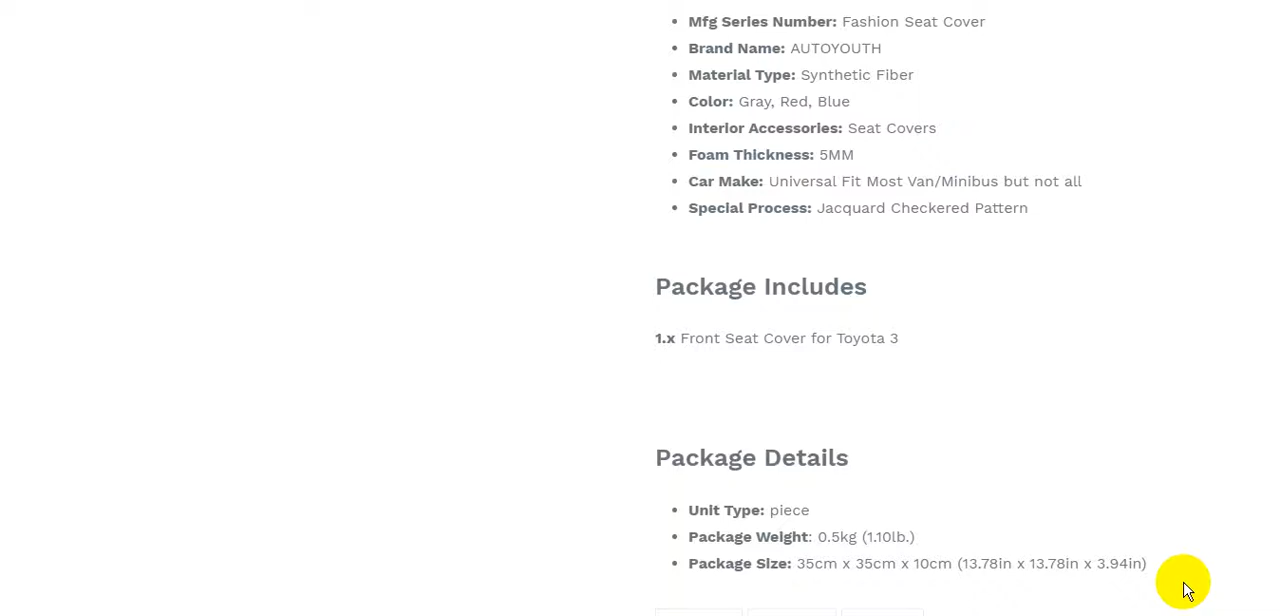 Mfg Series Number: Fashion Seat Cover
Brand Name: AUTOYOUTH
Material Type: Synthetic Fiber
Color: Gray, Red, Blue
Interior Accessories: Seat Covers
Foam Thickness: 5MM
Car Make: Universal Fit Most Van/Minibus but not all
Special Process: Jacquard Checkered Pattern
Package Includes
1.x Front Seat Cover for Toyota 3
Package Details
Unit Type: piece
Package Weight: 0.5kg (1.10lb.)
Package Size: 35cm x 35cm x 10cm (13.78in x 13.78in x 3.94in)